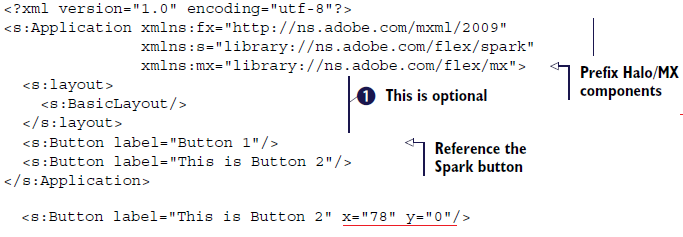 <?xml version="1.0" encoding="utf-8"?>
<s:Application xmlns:fx="http://ns.adobe.com/mxml/2009"
xmlns:s="library://ns.adobe.com/flex/spark"
xmlns:mx="library://ns.adobe.com/flex/mx">
Prefix Halo/MX
components
<s:layout>
<s:BasicLayout/>
</s:layout>
1 This is optional
<s:Button label="Button 1"/>
<s:Button label="This is Button 2"/>
</s:Application>
Reference the
Spark button
<s:Button label="This is Button 2" x="78" y="0"/>